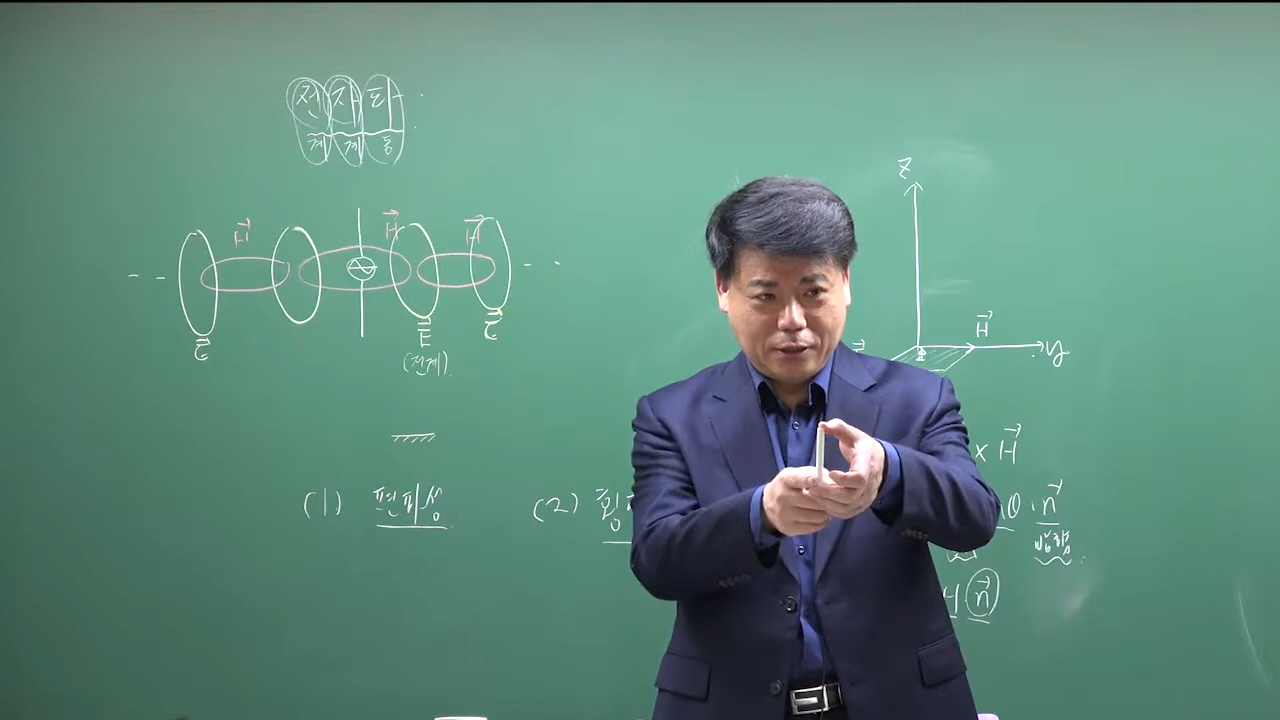 전 자 파
계 계 동
H⃗ H⃗ H⃗
E⃗ E⃗ E⃗
(전계)
(1) 편파성 (2) 횡
z
H⃗
y
× H⃗
θ · n⃗
방향
H n⃗